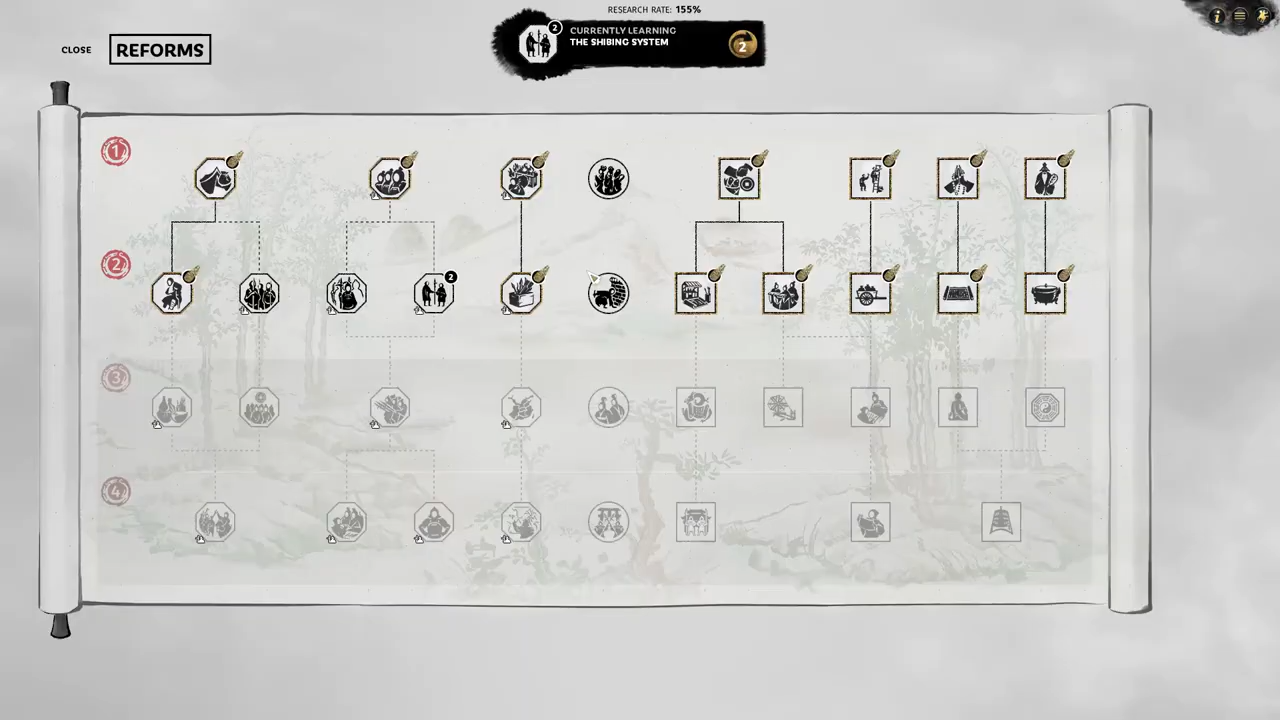 RESEARCH RATE: 155%
2
CURRENTLY LEARNING
THE SHIBING SYSTEM
2
CLOSE
REFORMS
1
2
2
3
4